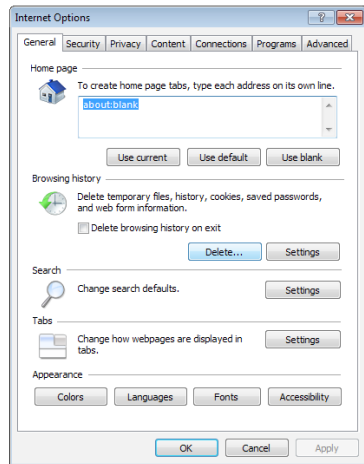 Internet Options
General Security Privacy Content Connections Programs Advanced
Home page
To create home page tabs, type each address on its own line.
about:blank
Use current Use default Use blank
Browsing history
Delete temporary files, history, cookies, saved passwords,
and web form information.
Delete browsing history on exit
Delete... Settings
Search
Change search defaults. Settings
Tabs
Change how webpages are displayed in
tabs.
Settings
Appearance
Colors Languages Fonts Accessibility
OK Cancel Apply